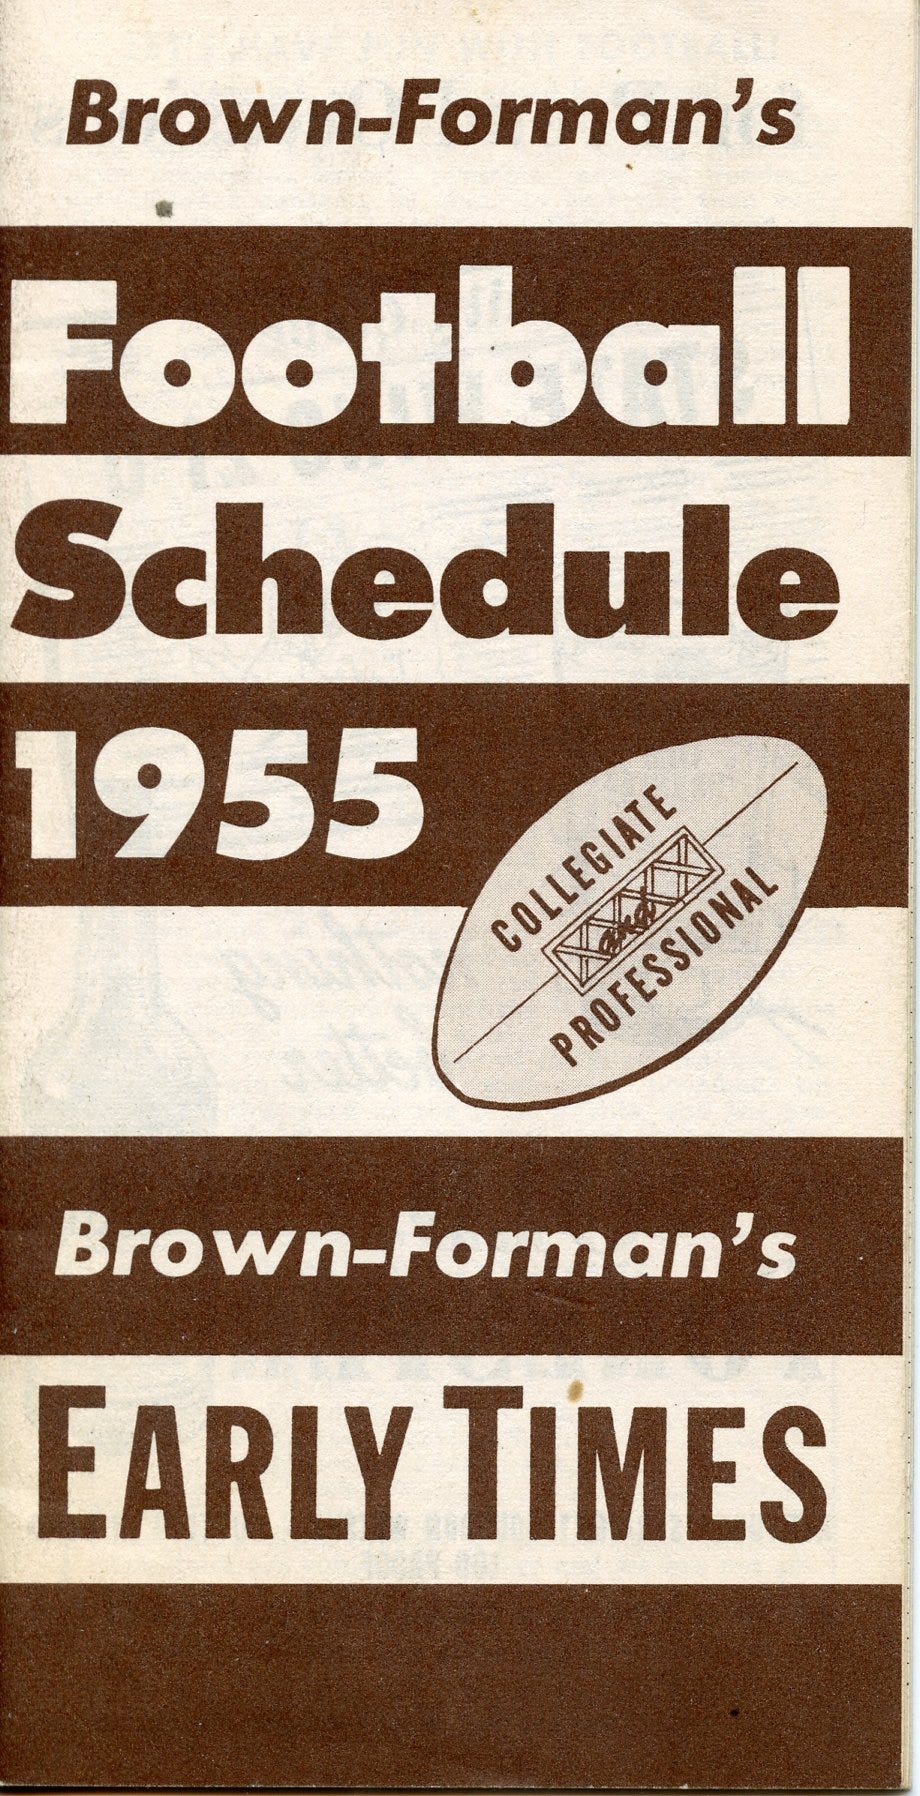 Brown-Forman's
Football
Schedule
1955
COLLEGIATE
and
PROFESSIONAL
Brown-Forman's
EARLY TIMES